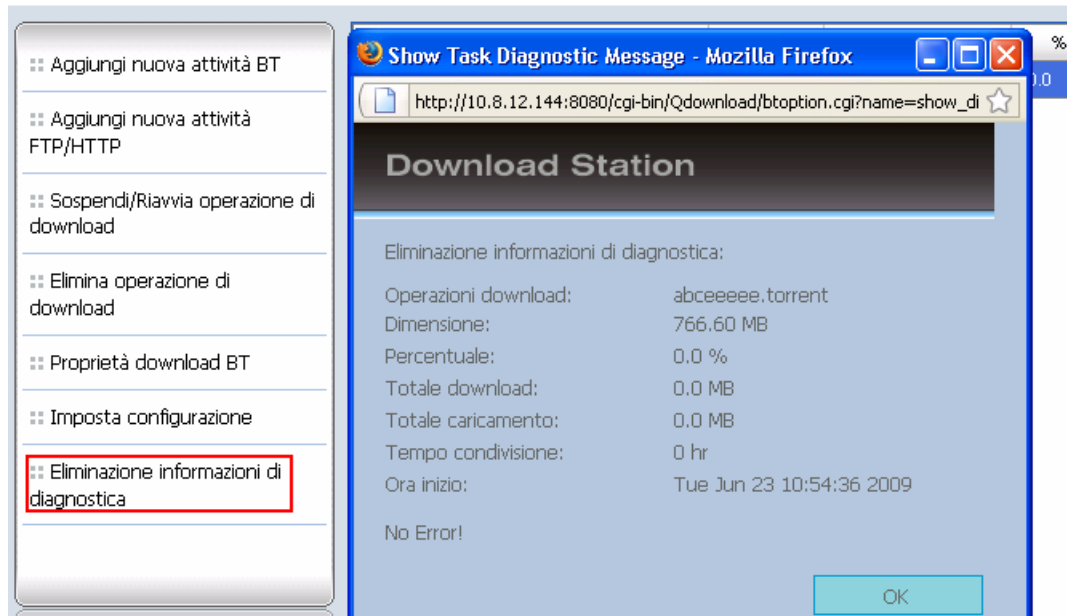 Aggiungi nuova attività BT
Aggiungi nuova attività
FTP/HTTP
Sospendi/Riavvia operazione di
download
Elimina operazione di
download
Proprietà download BT
Imposta configurazione
Eliminazione informazioni di
diagnostica
Show Task Diagnostic Message - Mozilla Firefox
http://10.8.12.144:8080/cgi-bin/Qdownload/btoption.cgi?name=show_di
Download Station
Eliminazione informazioni di diagnostica:
Operazioni download: abceeeee.torrent
Dimensione: 766.60 MB
Percentuale: 0.0 %
Totale download: 0.0 MB
Totale caricamento: 0.0 MB
Tempo condivisione: 0 hr
Ora inizio: Tue Jun 23 10:54:36 2009
No Error!
OK
%
.0